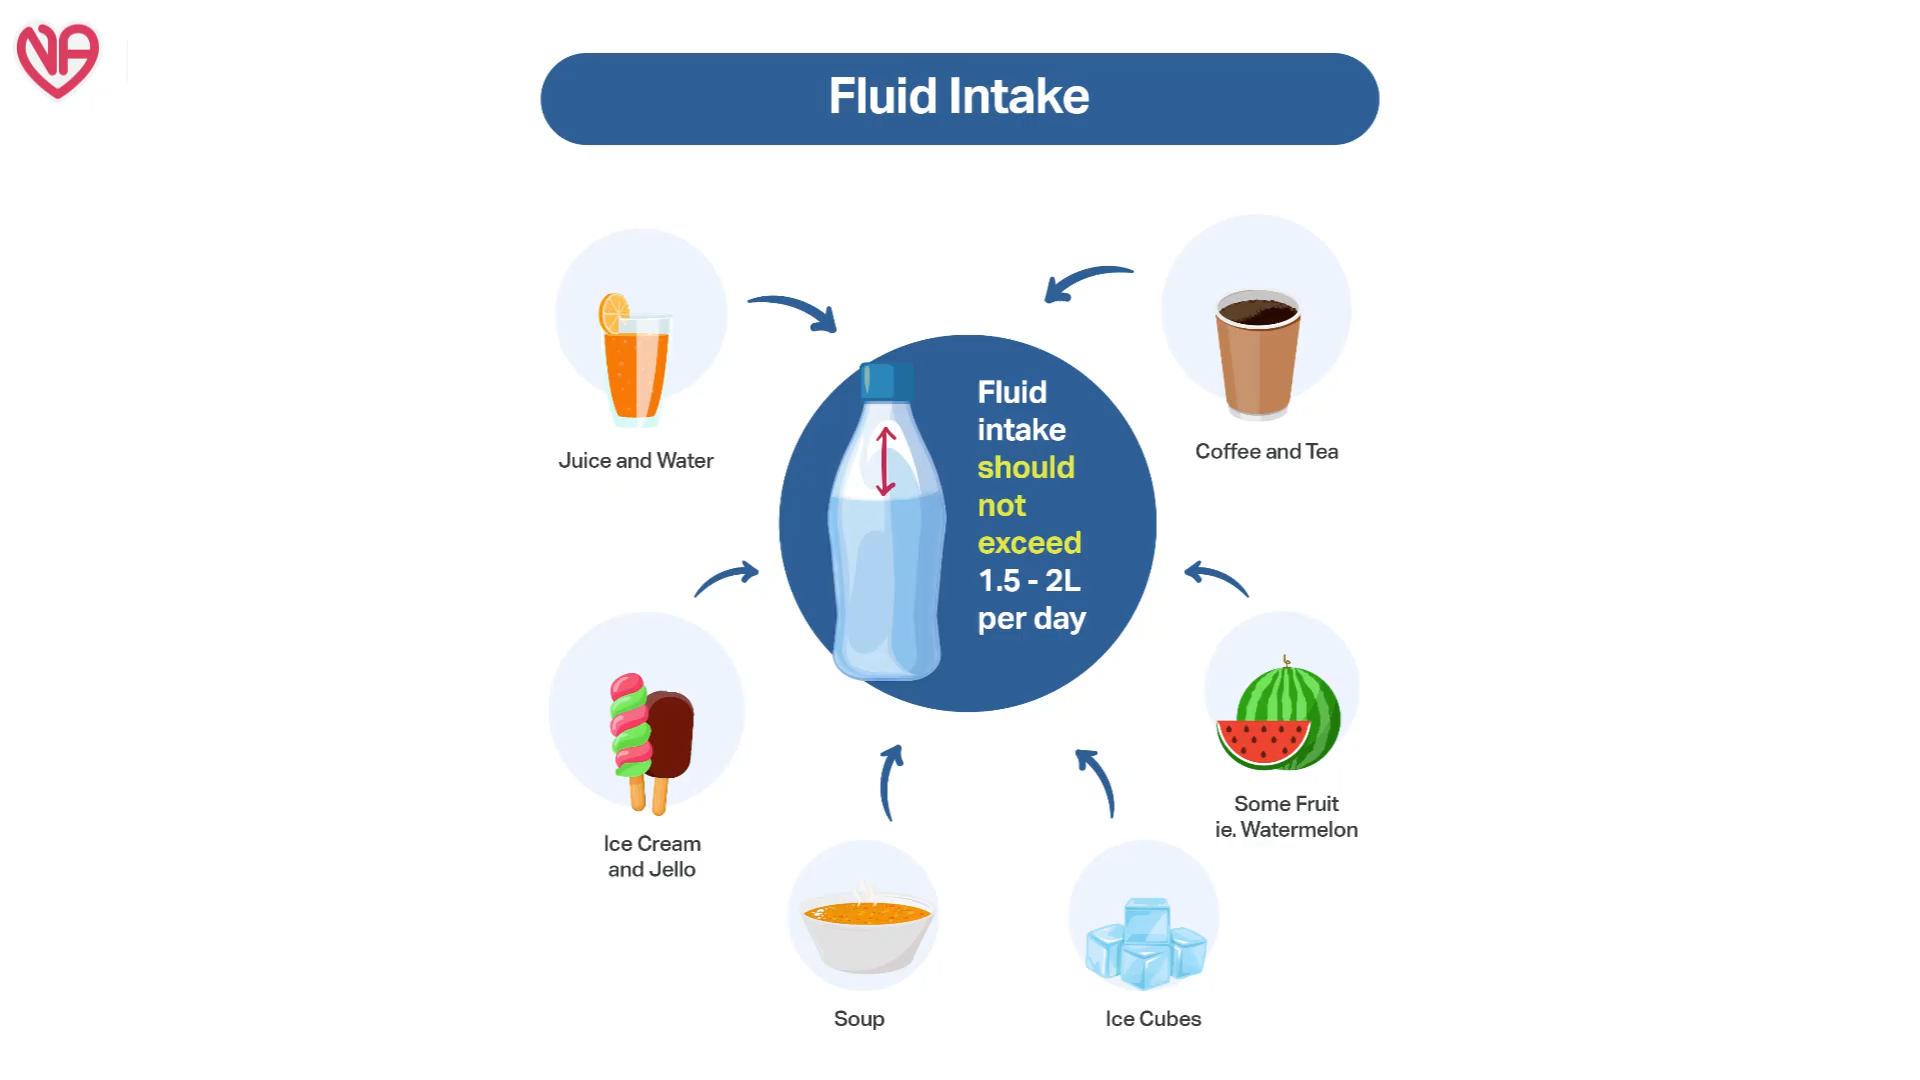 Fluid Intake
Juice and Water
Coffee and Tea
Fluid
intake
should
not
exceed
1.5 - 2L
per day
Ice Cream
and Jello
Some Fruit
ie. Watermelon
Soup
Ice Cubes